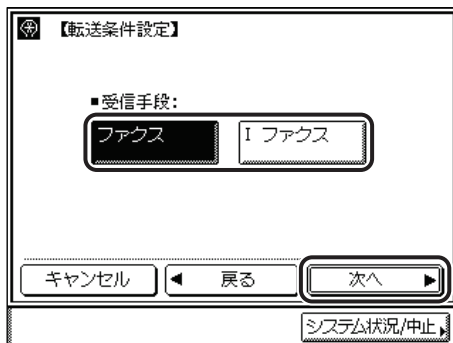 【転送条件設定】
■受信手段:
ファクス I ファクス
キャンセル ◀ 戻る 次へ ▶
システム状況/中止▶